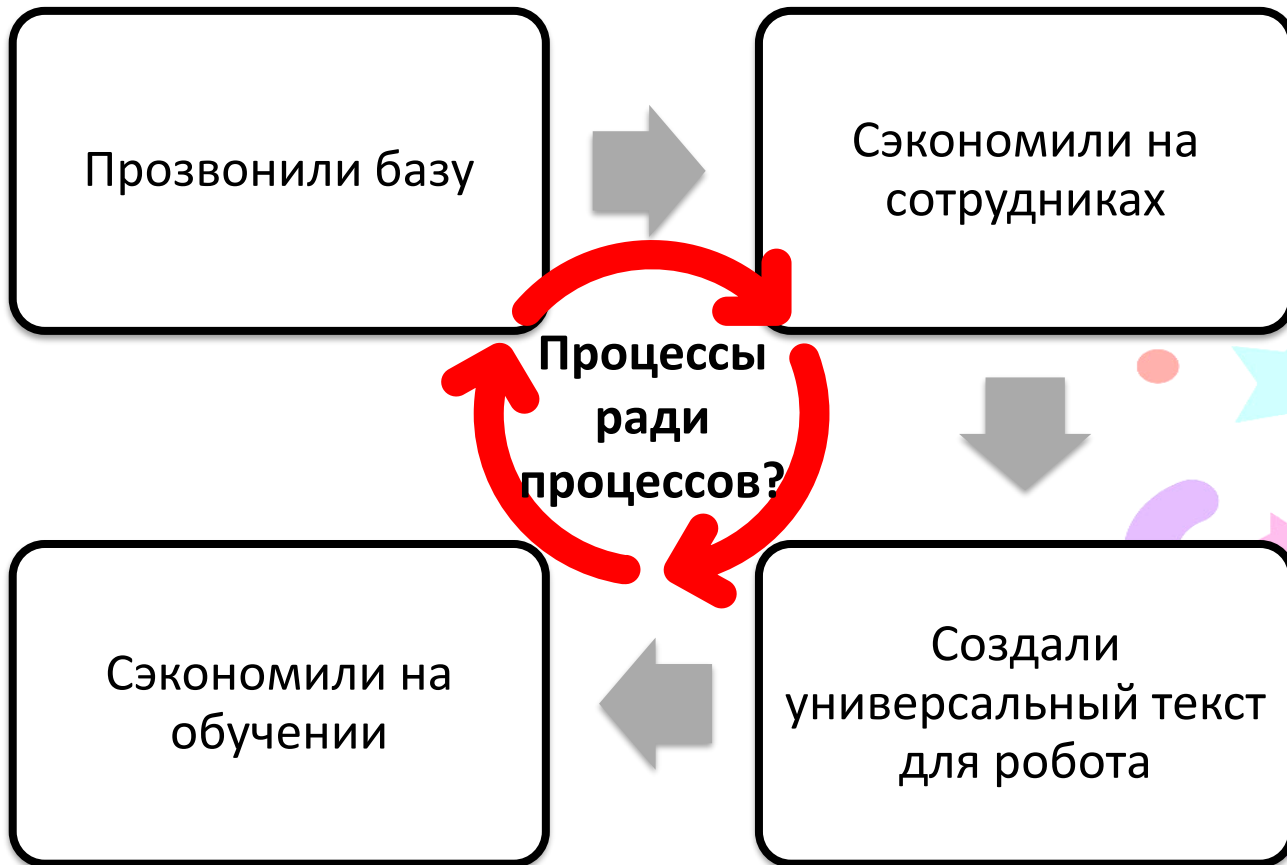 Прозвонили базу
Сэкономили на
сотрудниках
Процессы
ради
процессов?
Сэкономили на
обучении
Создали
универсальный текст
для робота